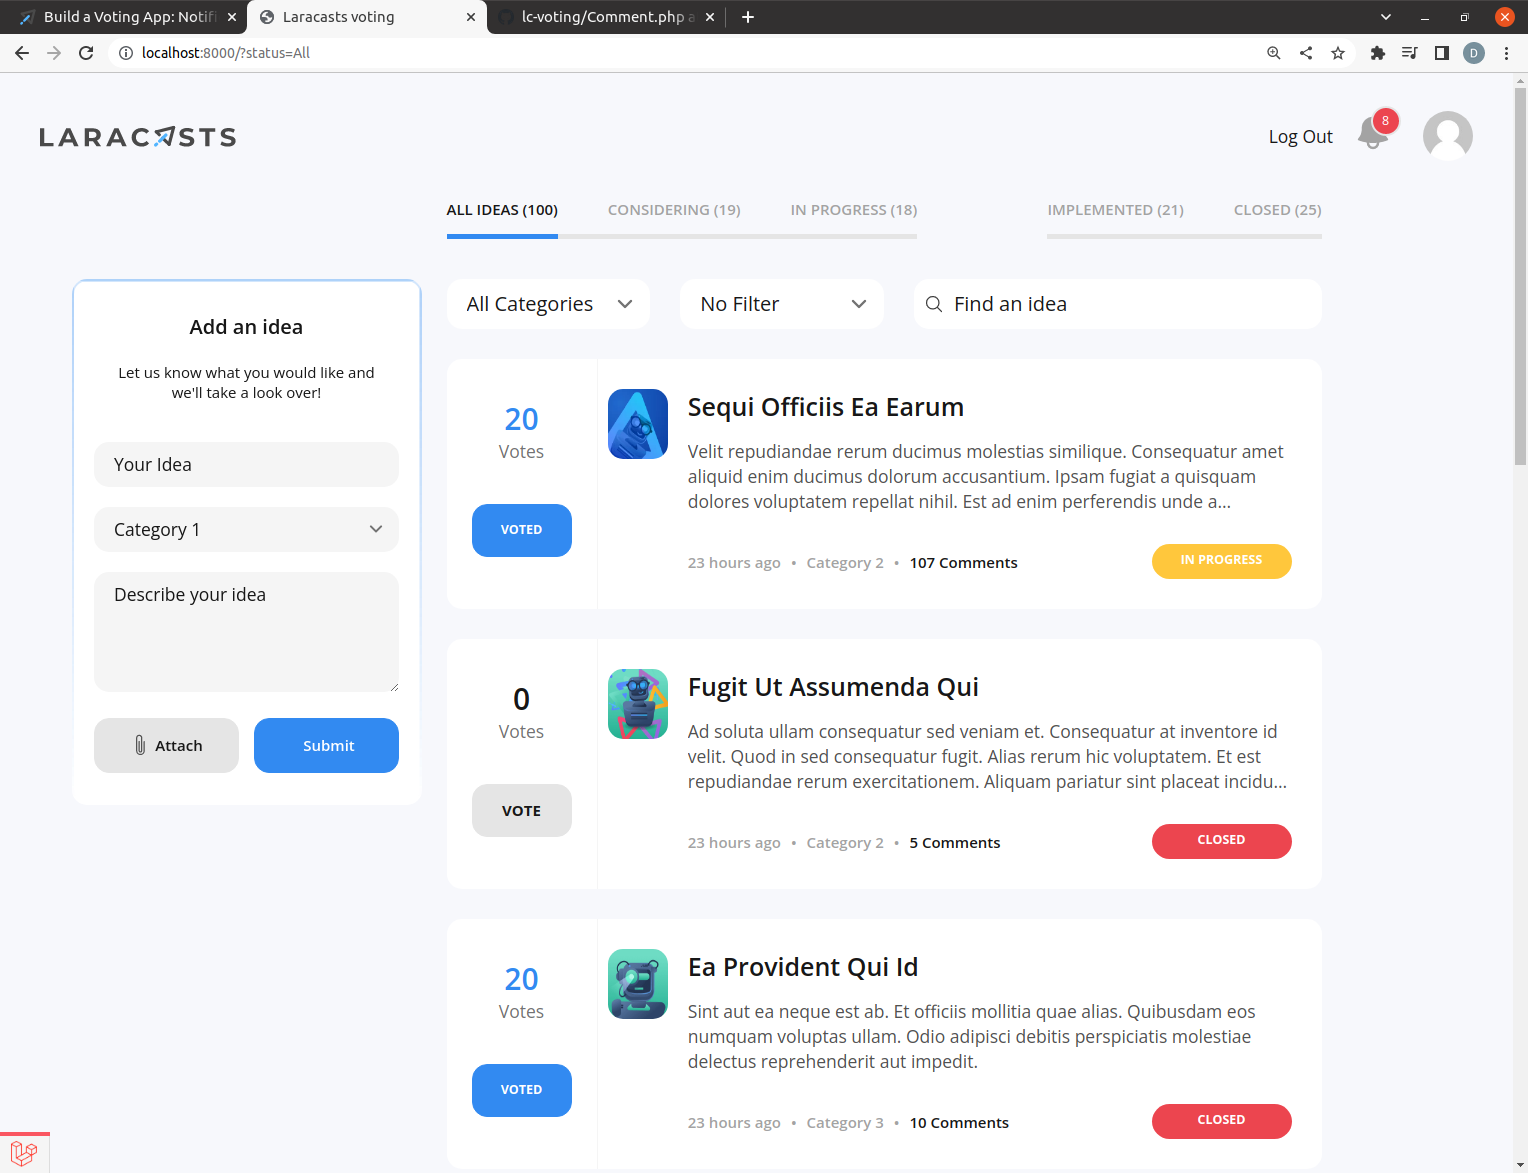 Build a Voting App: Notifi
Laracasts voting
lc-voting/Comment.php a
localhost:8000/?status=All
D
LARACASTS
Log Out
8
ALL IDEAS (100)
CONSIDERING (19)
IN PROGRESS (18)
IMPLEMENTED (21)
CLOSED (25)
Add an idea
Let us know what you would like and
we'll take a look over!
Your Idea
Category 1
Describe your idea
Attach
Submit
All Categories
No Filter
Find an idea
20
Votes
VOTED
Sequi Officiis Ea Earum
Velit repudiandae rerum ducimus molestias similique. Consequatur amet
aliquid enim ducimus dolorum accusantium. Ipsam fugiat a quisquam
dolores voluptatem repellat nihil. Est ad enim perferendis unde a...
23 hours ago • Category 2 • 107 Comments
IN PROGRESS
0
Votes
VOTE
Fugit Ut Assumenda Qui
Ad soluta ullam consequatur sed veniam et. Consequatur at inventore id
velit. Quod in sed consequatur fugit. Alias rerum hic voluptatem. Et est
repudiandae rerum exercitationem. Aliquam pariatur sint placeat incidu...
23 hours ago • Category 2 • 5 Comments
CLOSED
20
Votes
VOTED
Ea Provident Qui Id
Sint aut ea neque est ab. Et officiis mollitia quae alias. Quibusdam eos
numquam voluptas ullam. Odio adipisci debitis perspiciatis molestiae
delectus reprehenderit aut impedit.
23 hours ago • Category 3 • 10 Comments
CLOSED